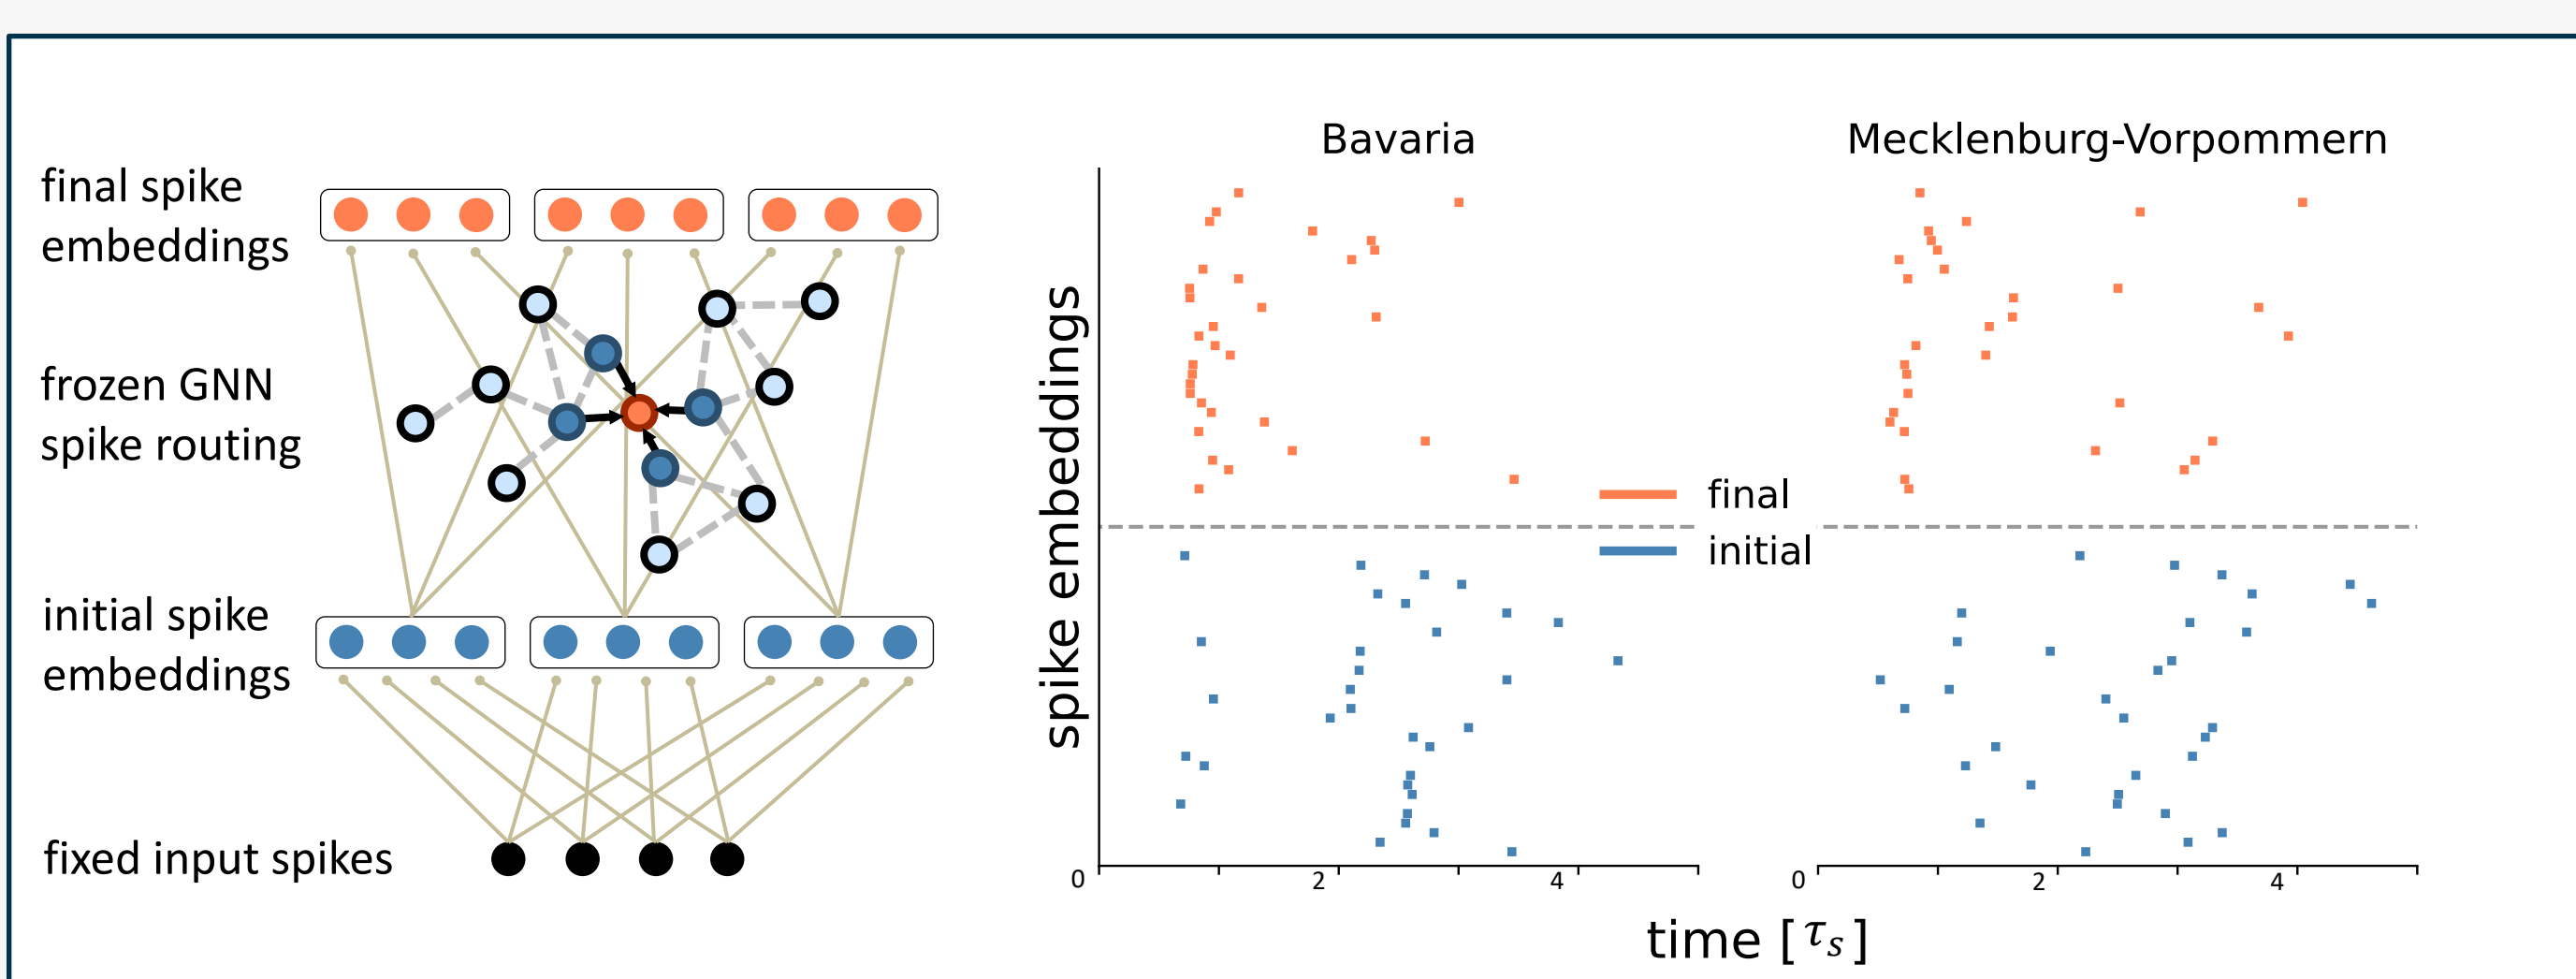 final spike
embeddings
frozen GNN
spike routing
initial spike
embeddings
fixed input spikes
Bavaria
Mecklenburg-Vorpommern
spike embeddings
final
initial
0 2 4
0 2 4
time [τs]